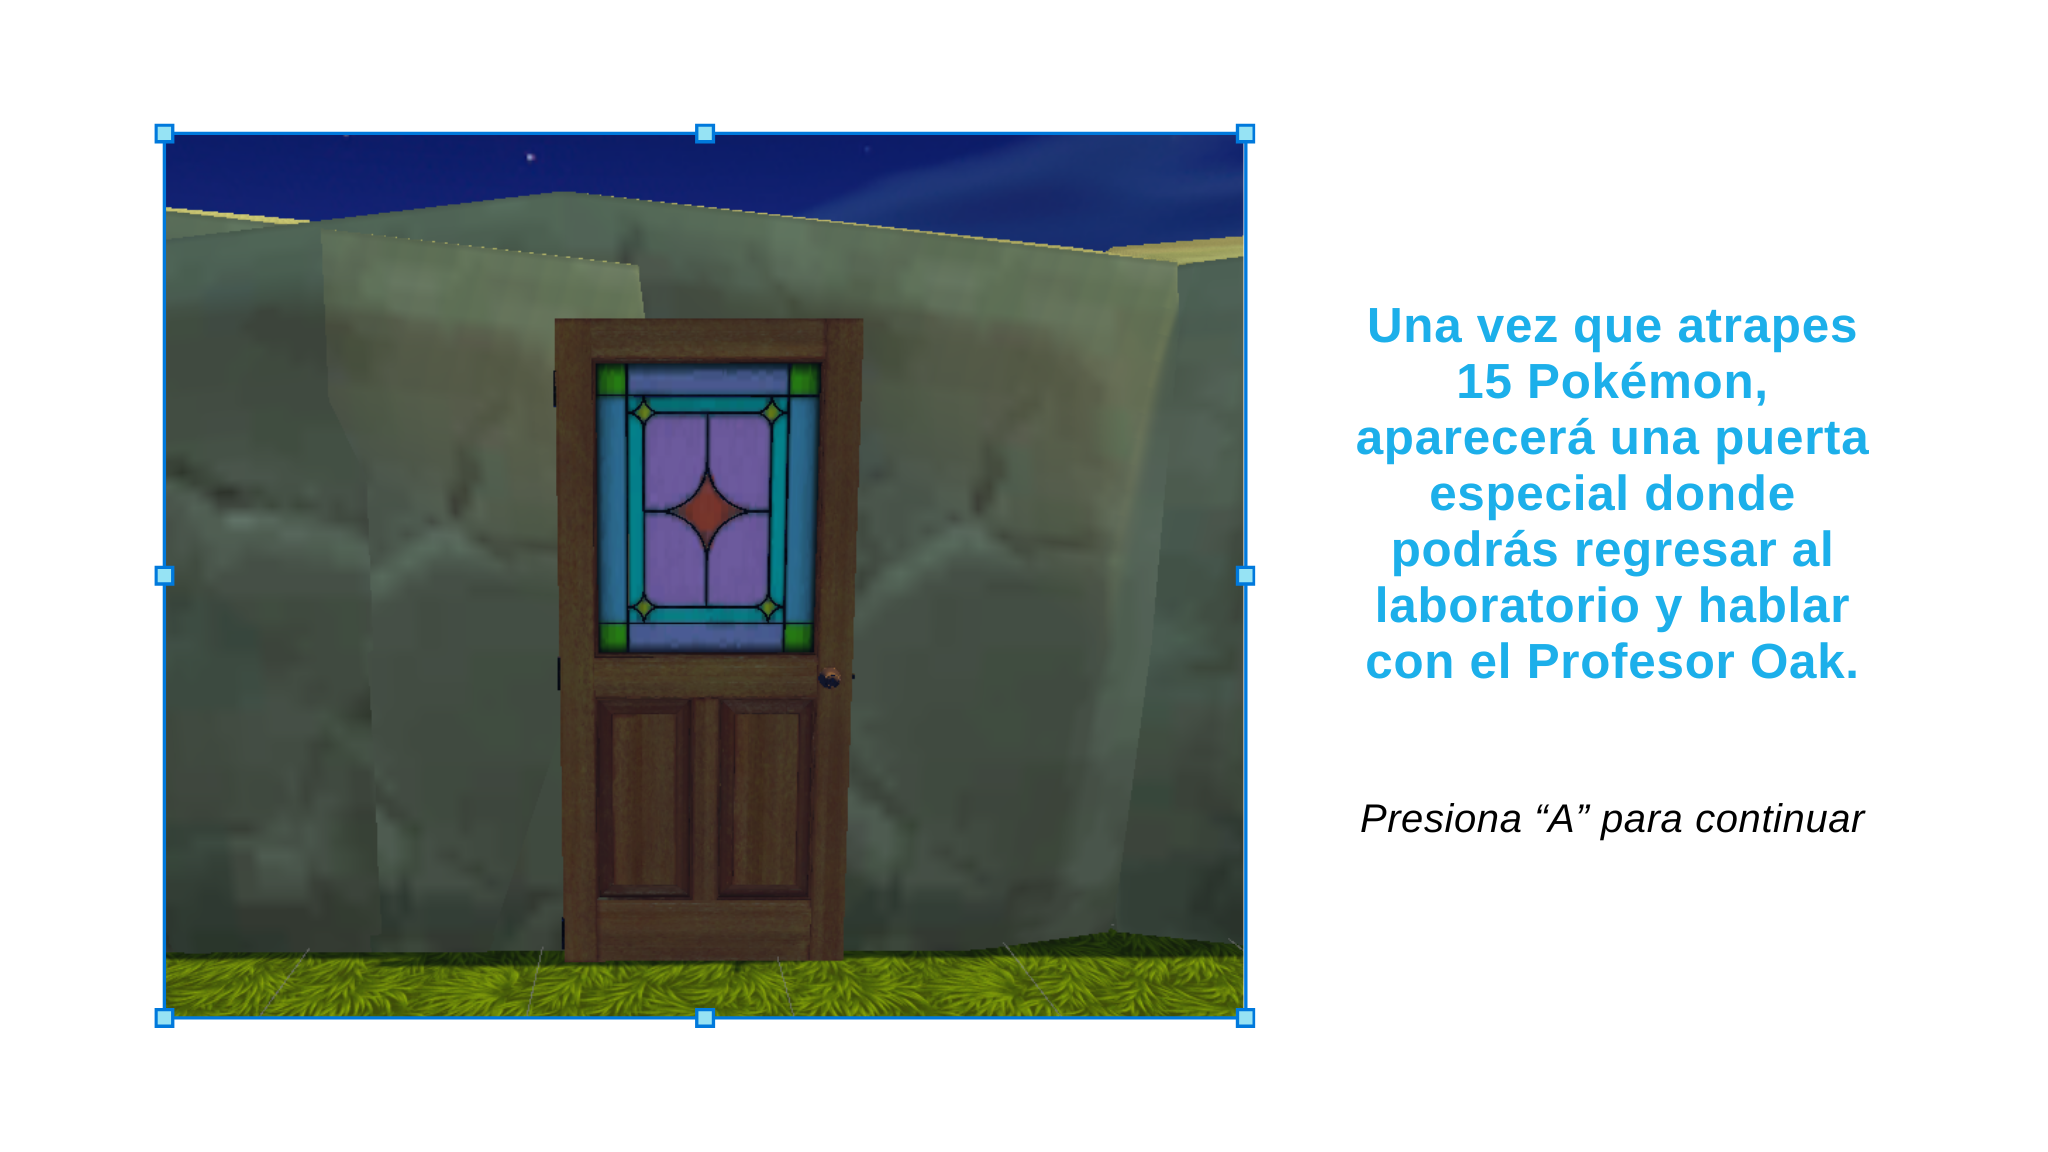 Una vez que atrapes
15 Pokémon,
aparecerá una puerta
especial donde
podrás regresar al
laboratorio y hablar
con el Profesor Oak.
Presiona “A” para continuar